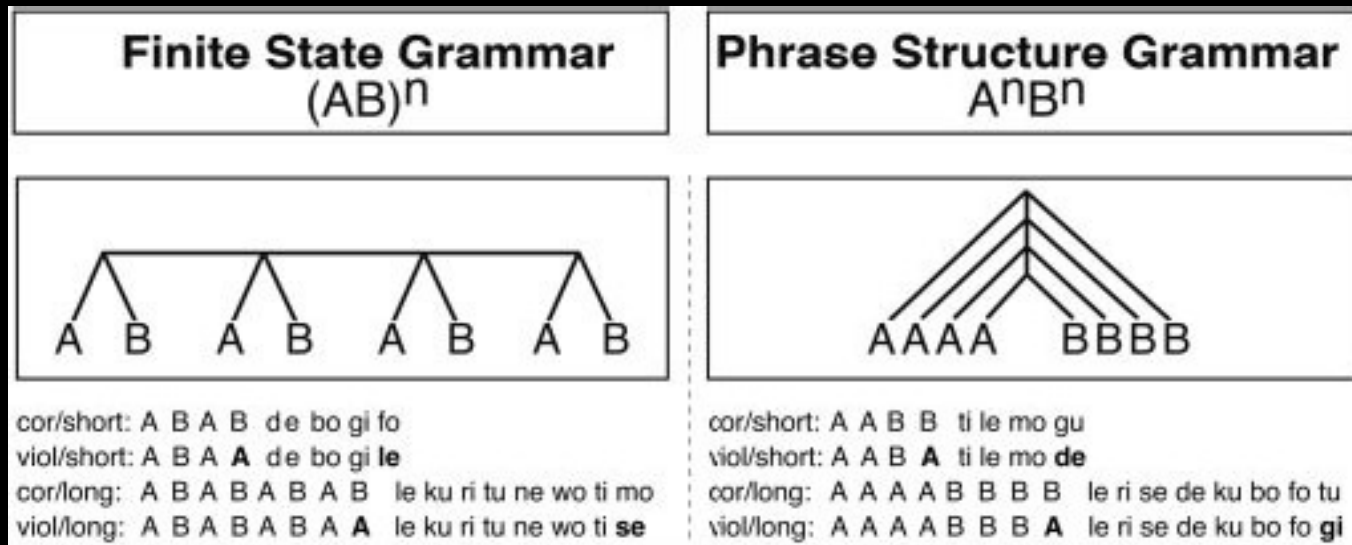 Finite State Grammar
(AB)ⁿ
A B A B A B A B
cor/short: A B A B de bo gi fo
viol/short: A B A A de bo gi le
cor/long: A B A B A B A B le ku ri tu ne wo ti mo
viol/long: A B A B A B A A le ku ri tu ne wo ti se
Phrase Structure Grammar
AⁿBⁿ
A A A A B B B B
cor/short: A A B B ti le mo gu
viol/short: A A B A ti le mo de
cor/long: A A A A B B B B le ri se de ku bo fo tu
viol/long: A A A A B B B A le ri se de ku bo fo gi